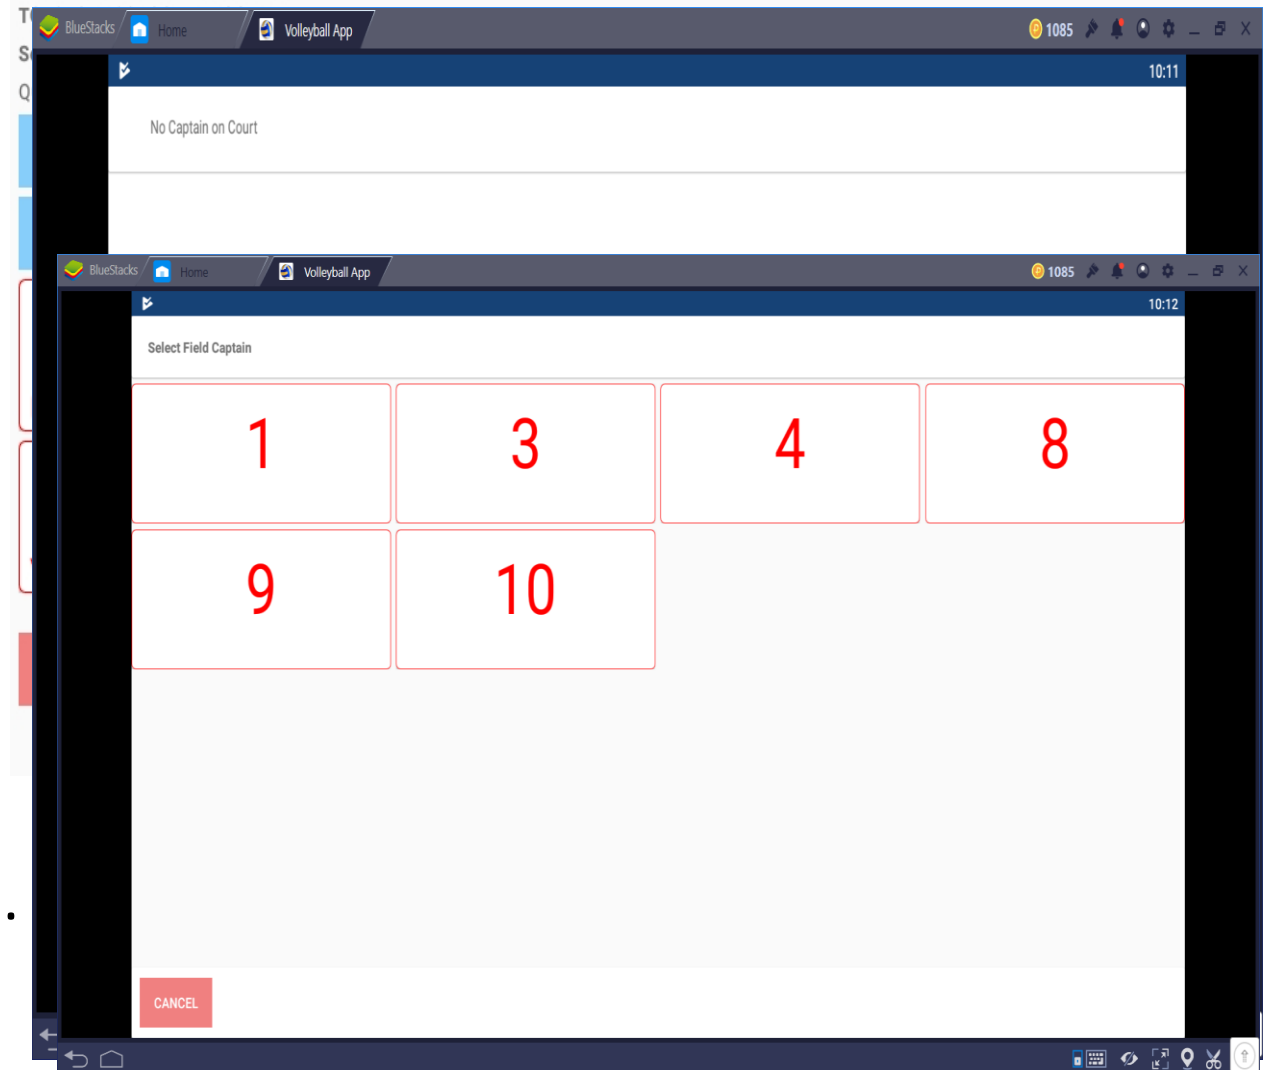 BlueStacks Home Volleyball App 1085
10:11
No Captain on Court
BlueStacks Home Volleyball App 1085
10:12
Select Field Captain
1 3 4 8
9 10
CANCEL